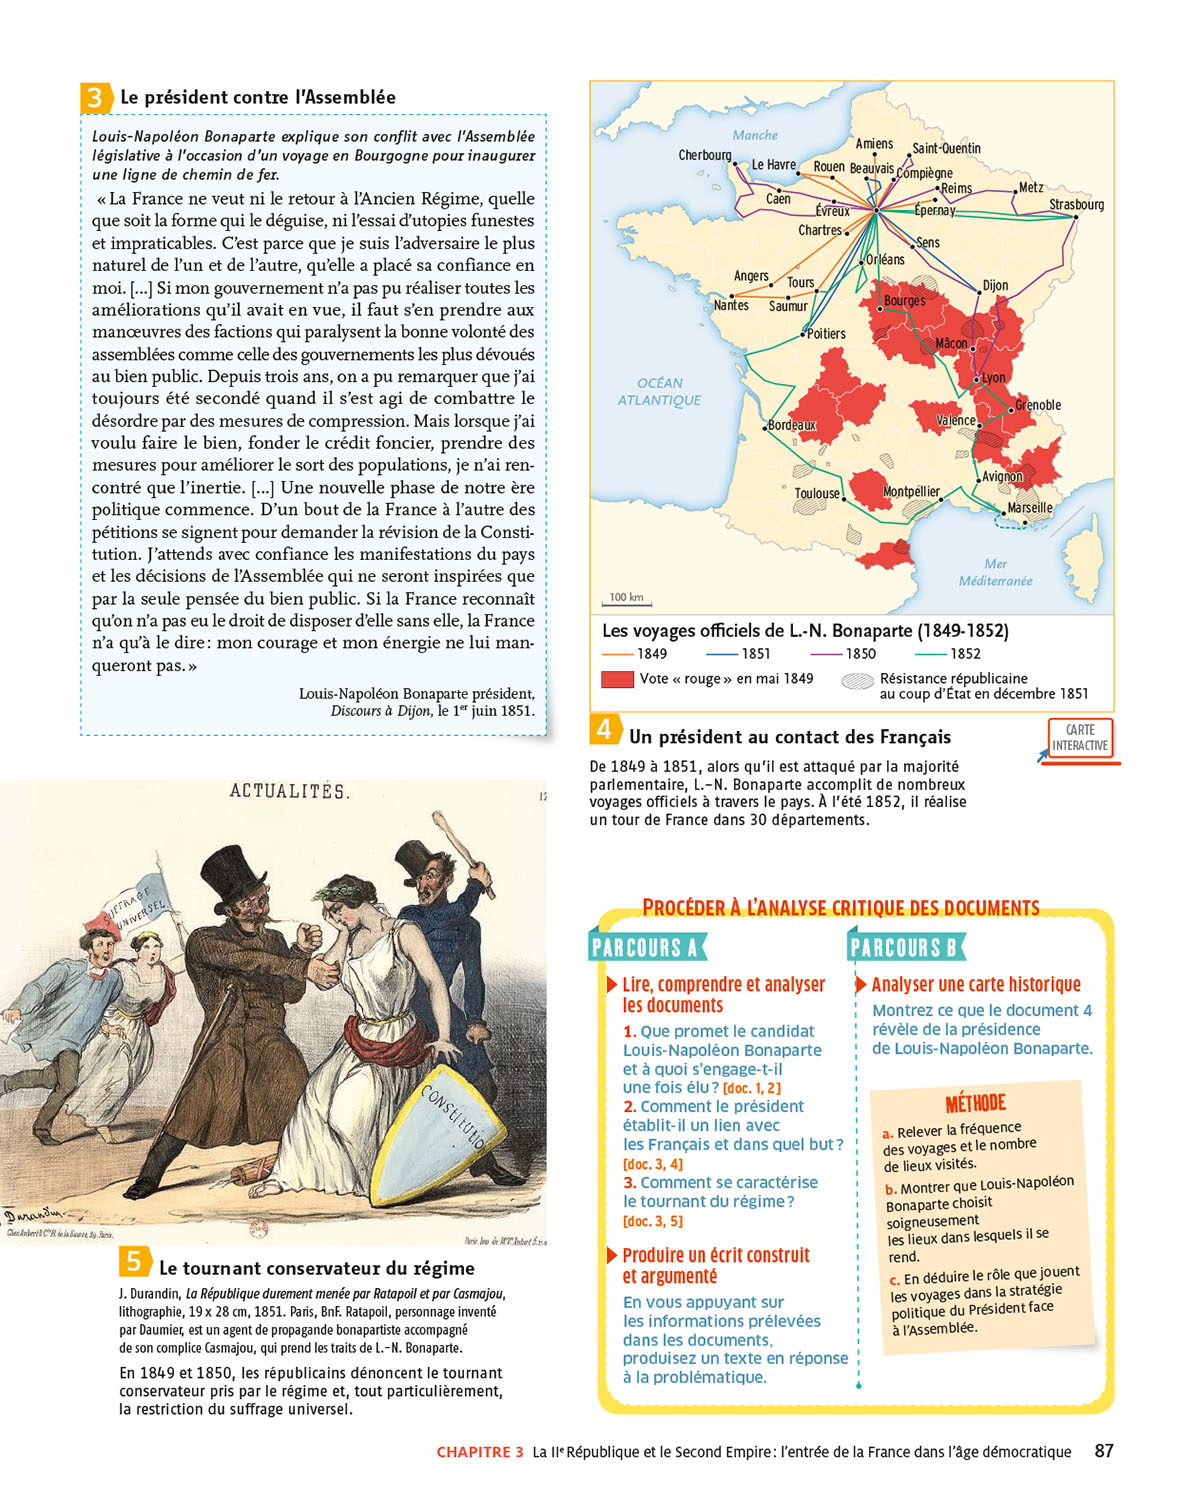 3 Le président contre l'Assemblée
Louis-Napoléon Bonaparte explique son conflit avec l'Assemblée
législative à l'occasion d'un voyage en Bourgogne pour inaugurer
une ligne de chemin de fer.
« La France ne veut ni le retour à l'Ancien Régime, quelle
que soit la forme qui le déguise, ni l'essai d'utopies funestes
et impraticables. C'est parce que je suis l'adversaire le plus
naturel de l'un et de l'autre, qu'elle a placé sa confiance en
moi. [...] Si mon gouvernement n'a pas pu réaliser toutes les
améliorations qu'il avait en vue, il faut s'en prendre aux
manœuvres des factions qui paralysent la bonne volonté des
assemblées comme celle des gouvernements les plus dévoués
au bien public. Depuis trois ans, on a pu remarquer que j'ai
toujours été secondé quand il s'est agi de combattre le
désordre par des mesures de compression. Mais lorsque j'ai
voulu faire le bien, fonder le crédit foncier, prendre des
mesures pour améliorer le sort des populations, je n'ai ren-
contré que l'inertie. [...] Une nouvelle phase de notre ère
politique commence. D'un bout de la France à l'autre des
pétitions se signent pour demander la révision de la Consti-
tution. J'attends avec confiance les manifestations du pays
et les décisions de l'Assemblée qui ne seront inspirées que
par la seule pensée du bien public. Si la France reconnaît
qu'on n'a pas eu le droit de disposer d'elle sans elle, la France
n'a qu'à le dire : mon courage et mon énergie ne lui man-
queront pas. »
Louis-Napoléon Bonaparte président,
Discours à Dijon, le 1er juin 1851.
Manche
Amiens
Saint-Quentin
Cherbourg
Le Havre
Rouen
Beauvais
Compiègne
Reims
Metz
Caen
Évreux
Épernay
Strasbourg
Chartres
Sens
Orléans
Angers
Tours
Dijon
Nantes
Saumur
Bourges
Poitiers
Mâcon
OCÉAN
ATLANTIQUE
Lyon
Grenoble
Bordeaux
Valence
Avignon
Toulouse
Montpellier
Marseille
Mer
Méditerranée
100 km
Les voyages officiels de L.-N. Bonaparte (1849-1852)
1849 1851 1850 1852
Vote « rouge » en mai 1849
Résistance républicaine
au coup d'État en décembre 1851
4 Un président au contact des Français
CARTE
INTERACTIVE
De 1849 à 1851, alors qu'il est attaqué par la majorité
parlementaire, L.-N. Bonaparte accomplit de nombreux
voyages officiels à travers le pays. À l'été 1852, il réalise
un tour de France dans 30 départements.
ACTUALITÉS.
SUFFRAGE
UNIVERSEL
CONSTITUTIO
Durandin.
5 Le tournant conservateur du régime
J. Durandin, La République durement menée par Ratapoil et par Casmajou,
lithographie, 19 x 28 cm, 1851. Paris, BnF. Ratapoil, personnage inventé
par Daumier, est un agent de propagande bonapartiste accompagné
de son complice Casmajou, qui prend les traits de L.-N. Bonaparte.
En 1849 et 1850, les républicains dénoncent le tournant
conservateur pris par le régime et, tout particulièrement,
la restriction du suffrage universel.
PROCÉDER À L'ANALYSE CRITIQUE DES DOCUMENTS
PARCOURS A
Lire, comprendre et analyser
les documents
1. Que promet le candidat
Louis-Napoléon Bonaparte
et à quoi s'engage-t-il
une fois élu ? [doc. 1, 2]
2. Comment le président
établit-il un lien avec
les Français et dans quel but ?
[doc. 3, 4]
3. Comment se caractérise
le tournant du régime ?
[doc. 3, 5]
Produire un écrit construit
et argumenté
En vous appuyant sur
les informations prélevées
dans les documents,
produisez un texte en réponse
à la problématique.
PARCOURS B
Analyser une carte historique
Montrez ce que le document 4
révèle de la présidence
de Louis-Napoléon Bonaparte.
MÉTHODE
a. Relever la fréquence
des voyages et le nombre
de lieux visités.
b. Montrer que Louis-Napoléon
Bonaparte choisit
soigneusement
les lieux dans lesquels il se
rend.
c. En déduire le rôle que jouent
les voyages dans la stratégie
politique du Président face
à l'Assemblée.
CHAPITRE 3 La IIe République et le Second Empire : l'entrée de la France dans l'âge démocratique 87